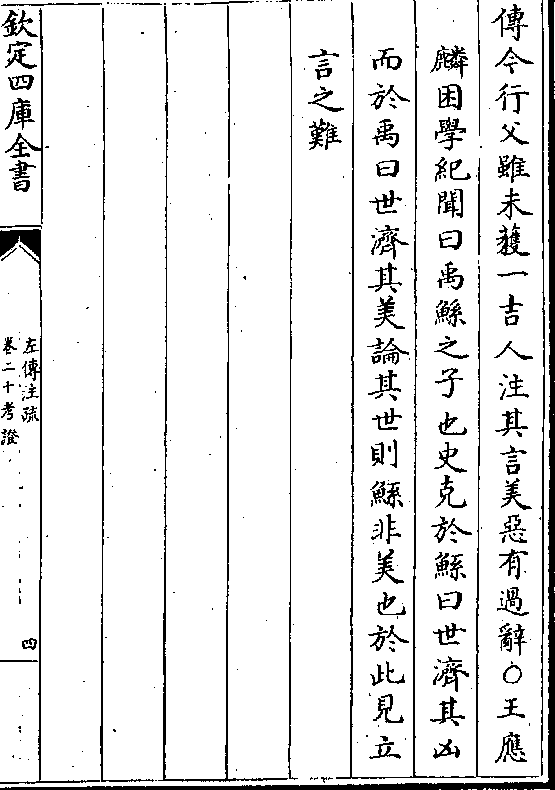 傳今行父雖未獲一吉人注其言美惡有過辭○王應
麟困學紀聞曰禹鯀之子也史克於鯀曰世濟其凶
而於禹曰世濟其美論其世則鯀非美也於此見立
言之難
欽定四庫全書
左傳注疏
卷二十考證
四